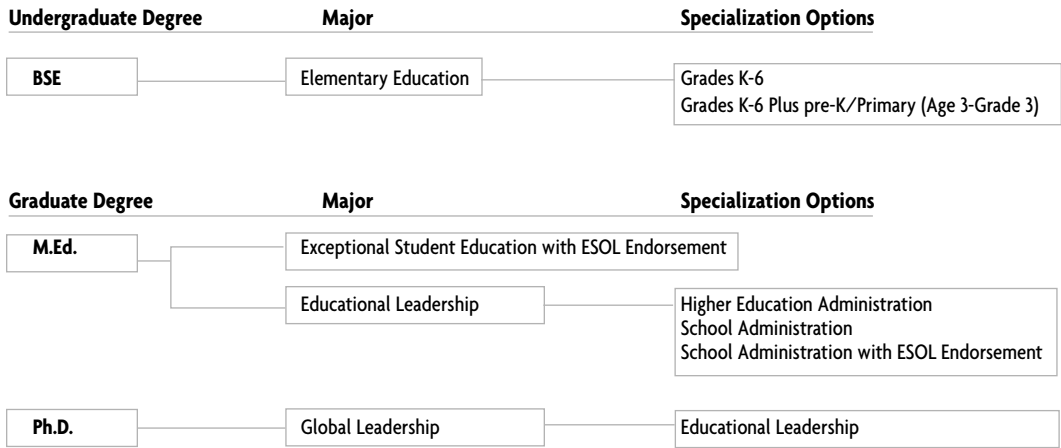 Undergraduate Degree Major Specialization Options
BSE Elementary Education Grades K-6
Grades K-6 Plus pre-K/Primary (Age 3-Grade 3)
Graduate Degree Major Specialization Options
M.Ed. Exceptional Student Education with ESOL Endorsement
Educational Leadership Higher Education Administration
School Administration
School Administration with ESOL Endorsement
Ph.D. Global Leadership Educational Leadership